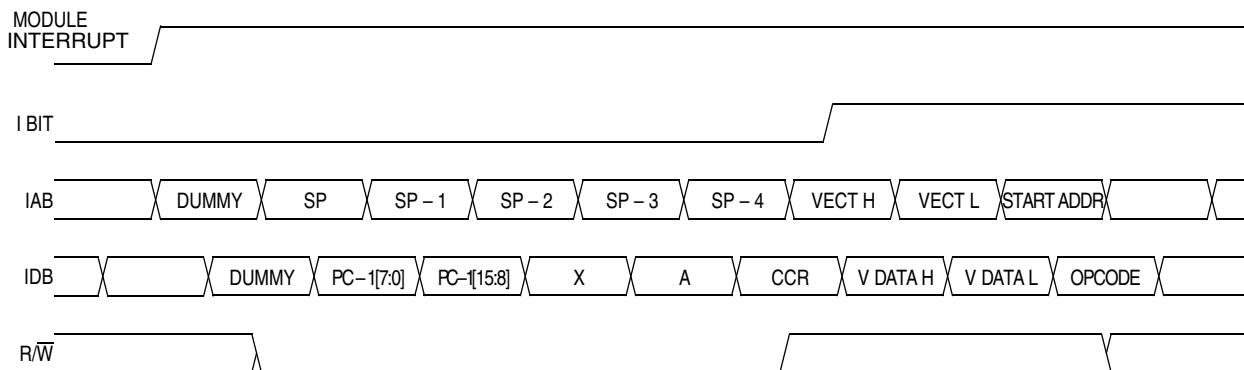 MODULE
INTERRUPT
I BIT
IAB DUMMY SP SP – 1 SP – 2 SP – 3 SP – 4 VECT H VECT L START ADDR
IDB DUMMY PC–1[7:0] PC–1[15:8] X A CCR V DATA H V DATA L OPCODE
R/W̅